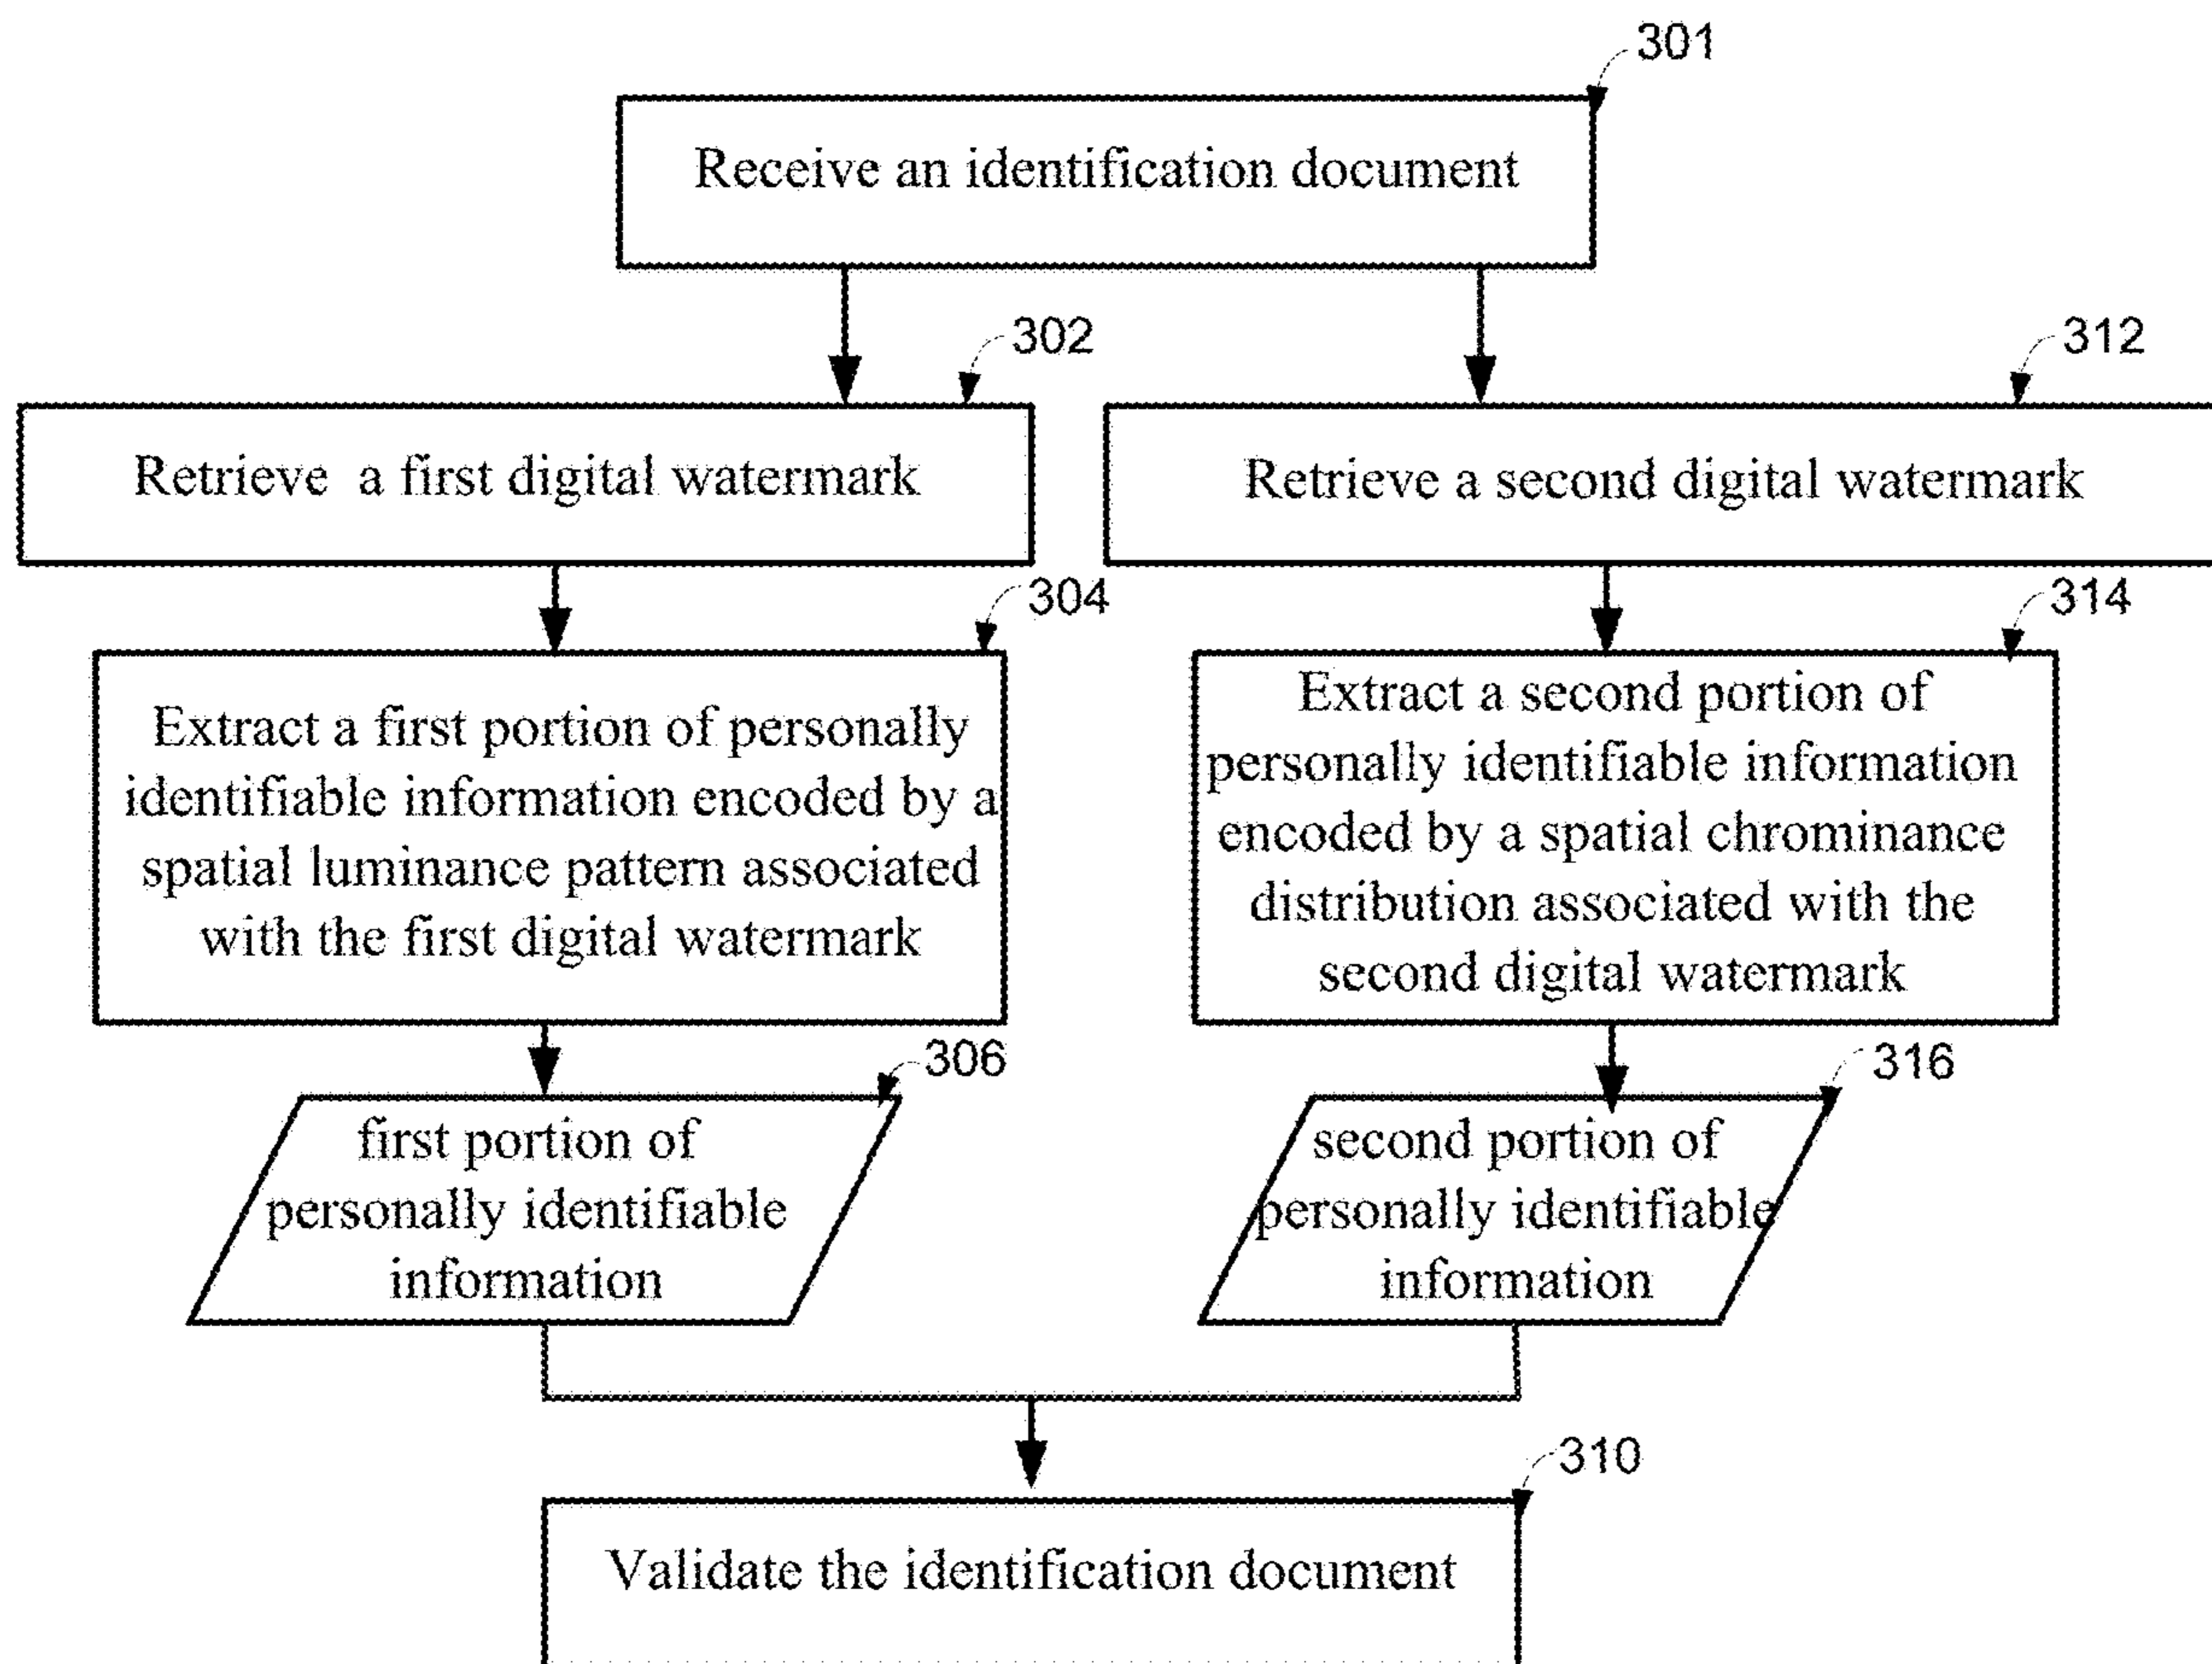 301
Receive an identification document
302
312
Retrieve a first digital watermark
Retrieve a second digital watermark
304
314
Extract a first portion of personally
identifiable information encoded by a
spatial luminance pattern associated
with the first digital watermark
Extract a second portion of
personally identifiable information
encoded by a spatial chrominance
distribution associated with the
second digital watermark
306
316
first portion of
personally identifiable
information
second portion of
personally identifiable
information
310
Validate the identification document